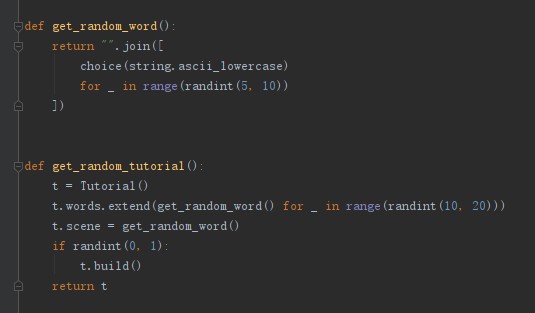 def get_random_word():
    return "".join([
        choice(string.ascii_lowercase)
        for _ in range(randint(5, 10))
    ])
def get_random_tutorial():
    t = Tutorial()
    t.words.extend(get_random_word() for _ in range(randint(10, 20)))
    t.scene = get_random_word()
    if randint(0, 1):
        t.build()
    return t